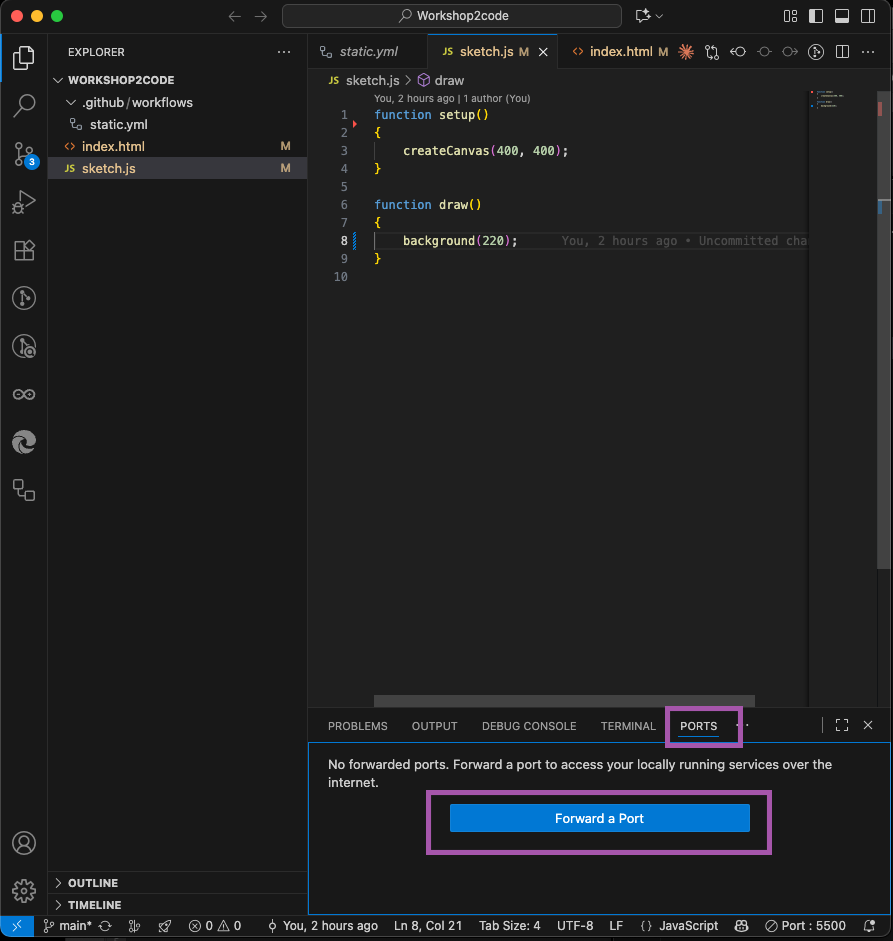 Workshop2code
EXPLORER
···
static.yml
JS sketch.js M
<> index.html M
WORKSHOP2CODE
.github/workflows
static.yml
<> index.html M
JS sketch.js M
3
JS sketch.js > draw
You, 2 hours ago | 1 author (You)
1 function setup()
2 {
3 createCanvas(400, 400);
4 }
5
6 function draw()
7 {
8 background(220); You, 2 hours ago • Uncommitted cha
9 }
10
PROBLEMS OUTPUT DEBUG CONSOLE TERMINAL PORTS
No forwarded ports. Forward a port to access your locally running services over the
internet.
Forward a Port
OUTLINE
TIMELINE
main* 0 0 You, 2 hours ago Ln 8, Col 21 Tab Size: 4 UTF-8 LF {} JavaScript Port : 5500